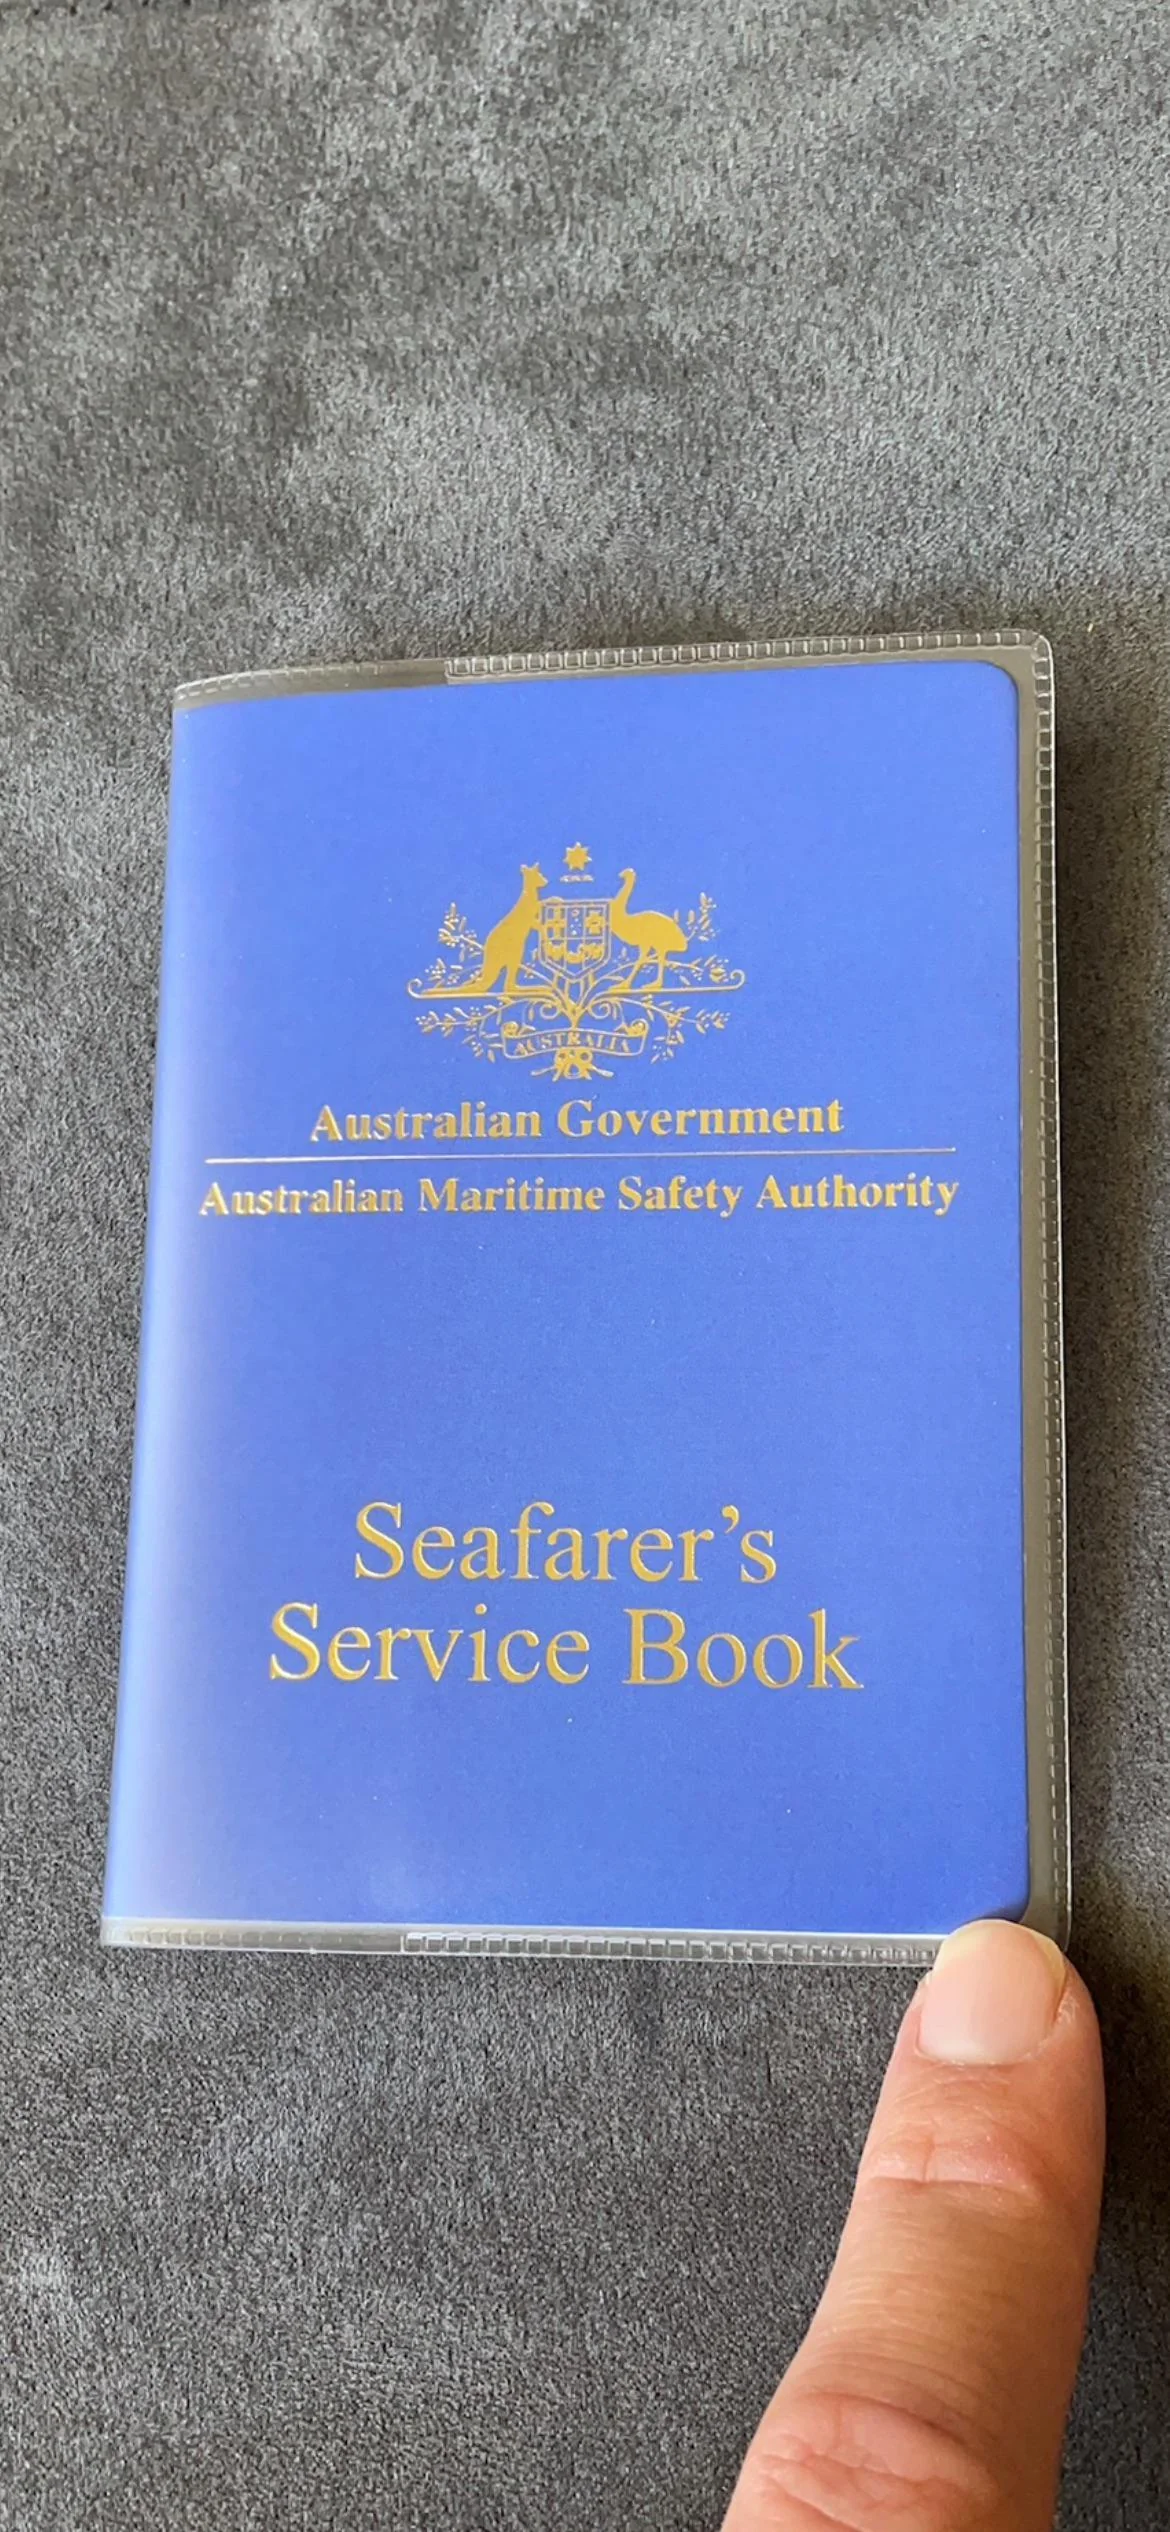 AUSTRALIA
Australian Government
Australian Maritime Safety Authority
Seafarer’s
Service Book